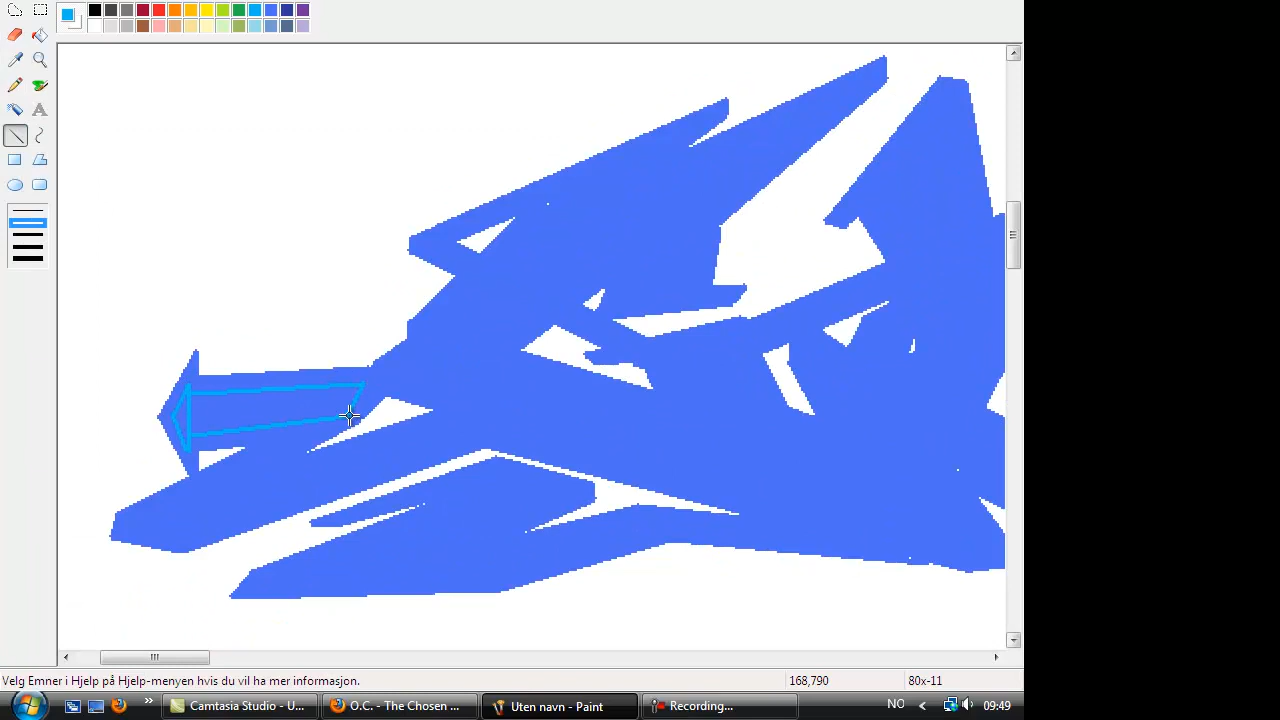 A
Velg Emner i Hjelp på Hjelp-menyen hvis du vil ha mer informasjon.
168,790
80x-11
»
Camtasia Studio - U...
O.C. - The Chosen ...
Uten navn - Paint
Recording...
NO
09:49